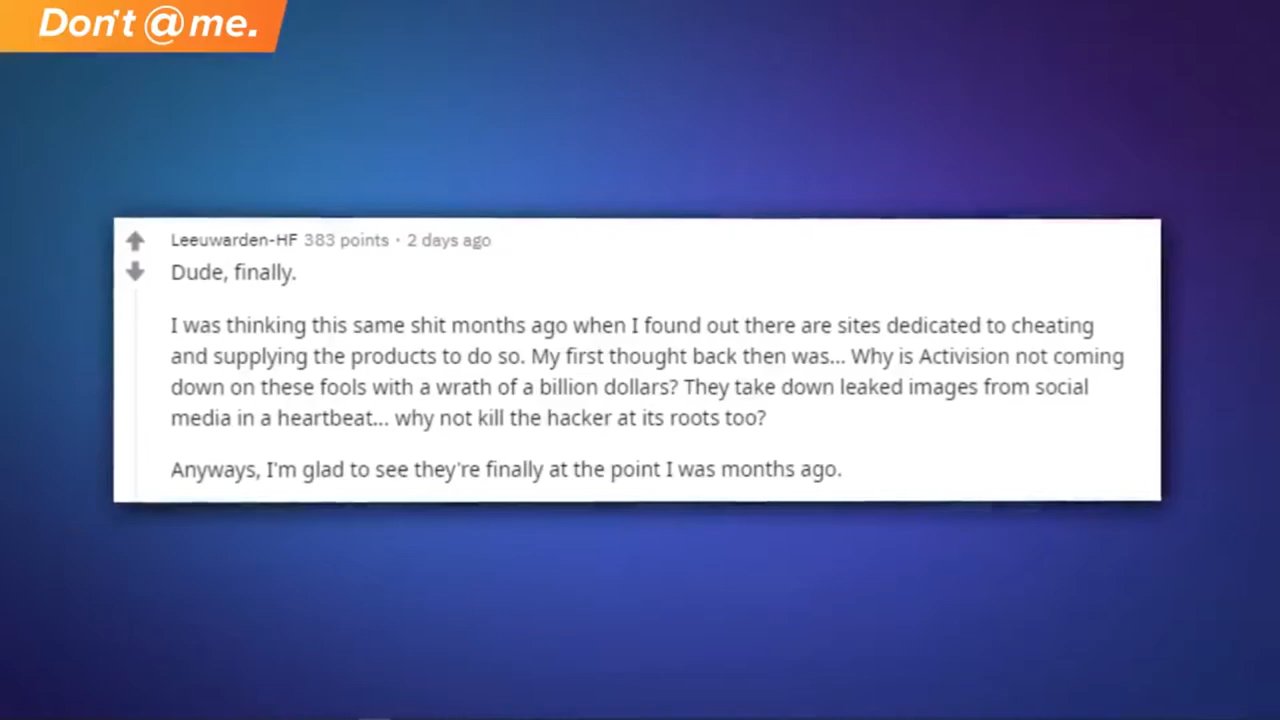 Don't @me.
Leeuwarden-HF 383 points · 2 days ago
Dude, finally.
I was thinking this same shit months ago when I found out there are sites dedicated to cheating
and supplying the products to do so. My first thought back then was... Why is Activision not coming
down on these fools with a wrath of a billion dollars? They take down leaked images from social
media in a heartbeat... why not kill the hacker at its roots too?
Anyways, I'm glad to see they're finally at the point I was months ago.